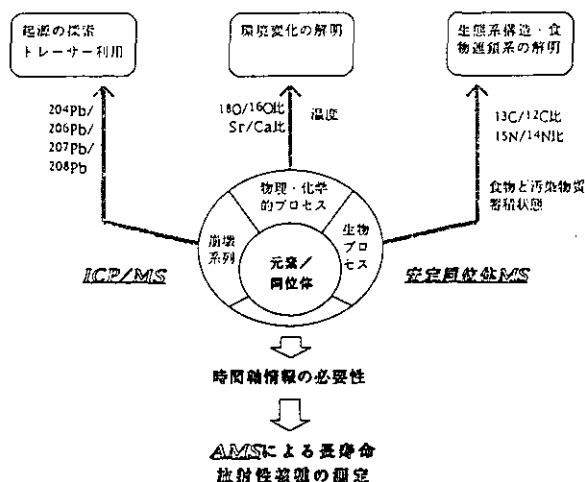 起源の探索
トレーサー利用
環境変化の解明
生態系構造・食
物連鎖系の解明
204Pb/
206Pb/
207Pb/
208Pb
18O/16O比
Sr/Ca比
温度
13C/12C比
15N/14N比
食物と汚染物質
蓄積状態
物理・化学
的プロセス
崩壊
系列
生物
プロ
セス
元素/
同位体
ICP/MS
安定同位体MS
時間軸情報の必要性
AMSによる長寿命
放射性核種の測定